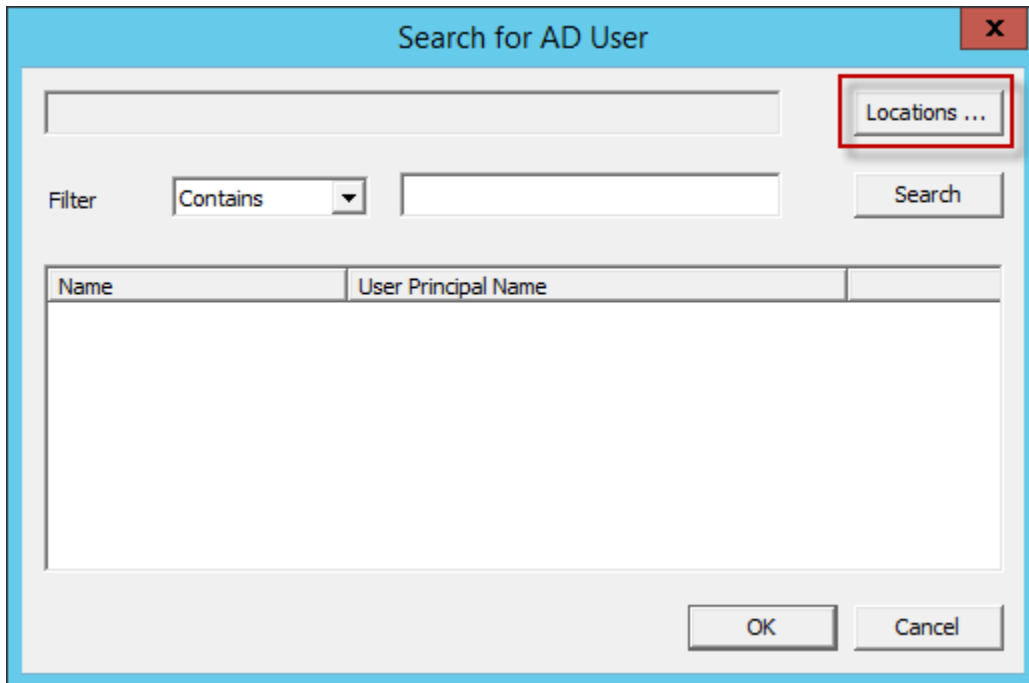 Search for AD User
x
Locations ...
Filter Contains Search
Name User Principal Name
OK Cancel